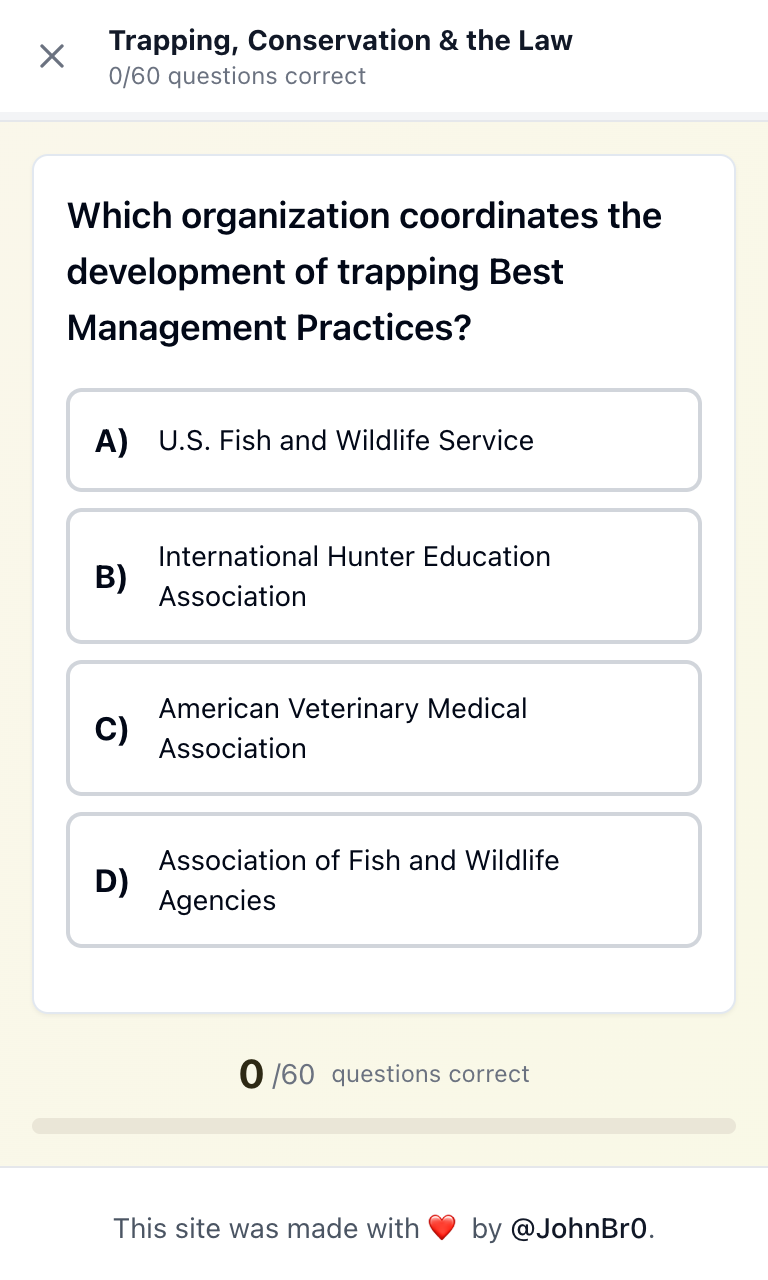 Trapping, Conservation & the Law
0/60 questions correct
Which organization coordinates the
development of trapping Best
Management Practices?
A) U.S. Fish and Wildlife Service
B) International Hunter Education
Association
C) American Veterinary Medical
Association
D) Association of Fish and Wildlife
Agencies
0 /60 questions correct
This site was made with ❤️ by @JohnBr0.